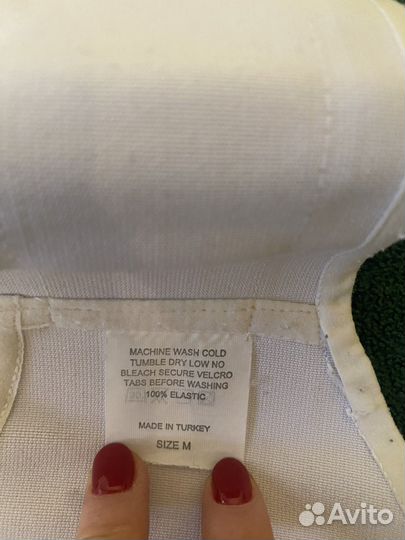 MACHINE WASH COLD
TUMBLE DRY LOW NO
BLEACH SECURE VELCRO
TABS BEFORE WASHING
100% ELASTIC
MADE IN TURKEY
SIZE M
Avito